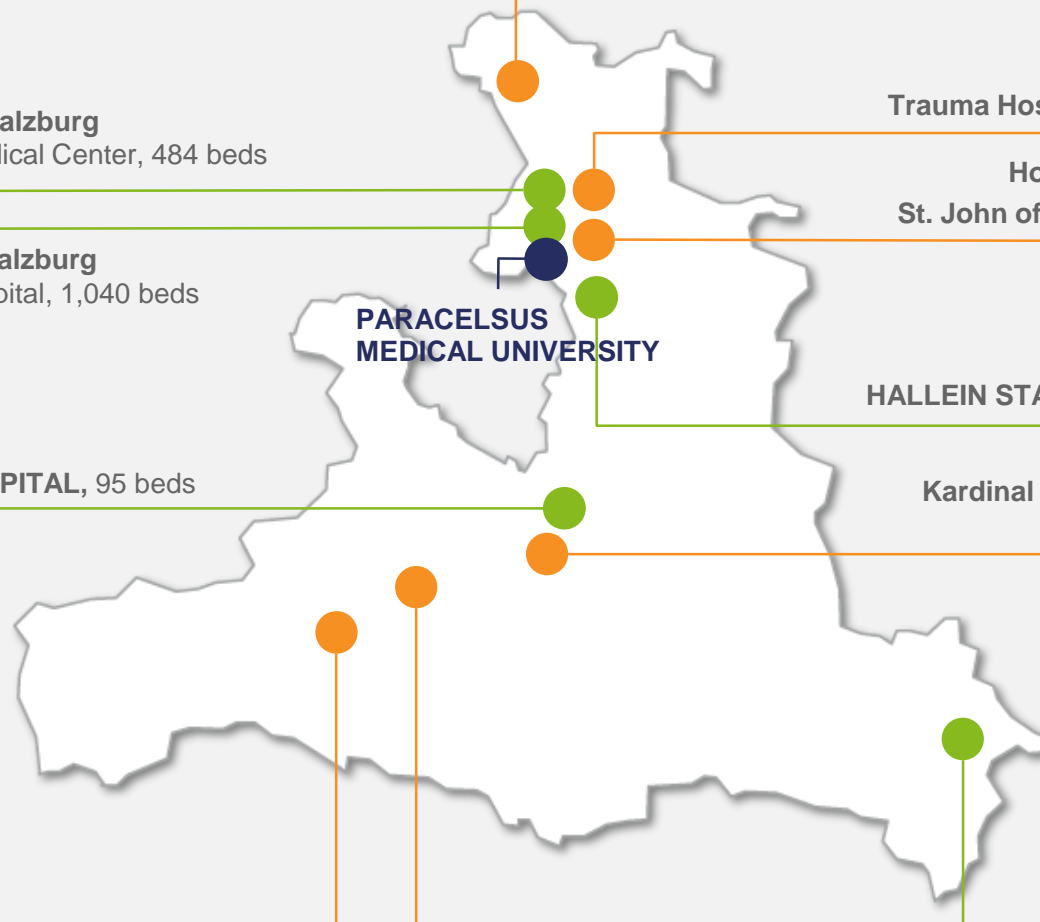 alzburg
dical Center, 484 beds
alzburg
pital, 1,040 beds
PITAL, 95 beds
PARACELSUS
MEDICAL UNIVERSITY
Trauma Hos
Ho
St. John of
HALLEIN STA
Kardinal